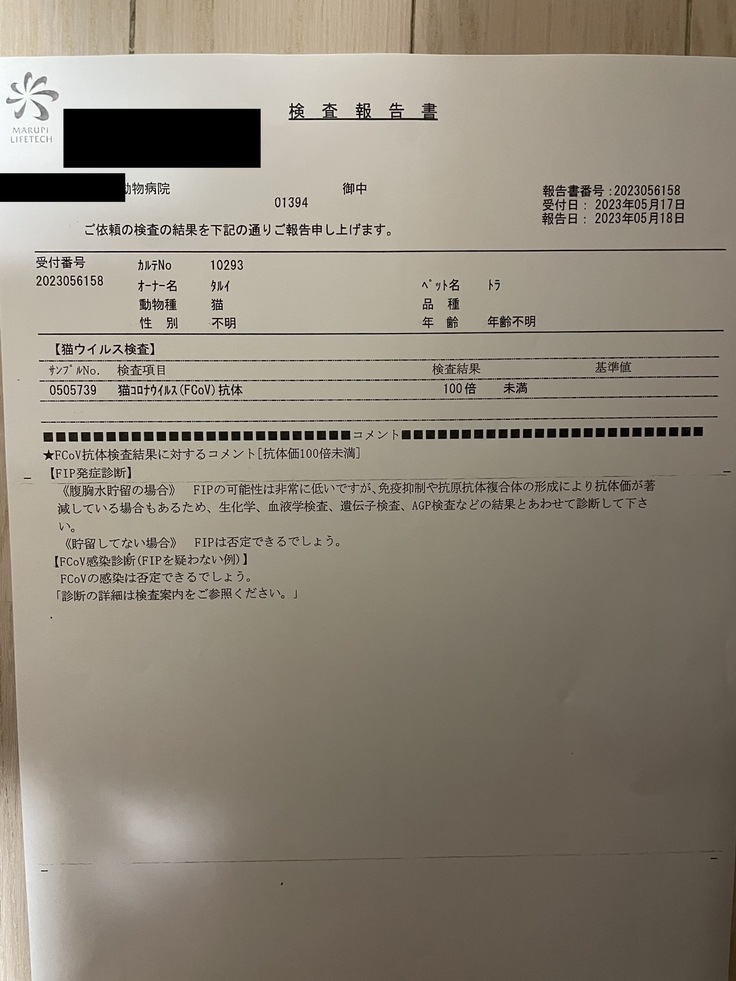 MARUPI
LIFETECH
検査報告書
動物病院 御中
01394
報告書番号:2023056158
受付日: 2023年05月17日
報告日: 2023年05月18日
ご依頼の検査の結果を下記の通りご報告申し上げます。
受付番号 ｶﾙﾃNo 10293
2023056158 ｵｰﾅｰ名 ﾀﾙｲ ﾍﾟｯﾄ名 ﾄﾗ
動物種 猫 品種
性別 不明 年齢 年齢不明
【猫ウイルス検査】
ｻﾝﾌﾟﾙNo. 検査項目 検査結果 基準値
0505739 猫ｺﾛﾅｳｲﾙｽ(FCoV)抗体 100倍 未満
■■■■■■■■■■■■■■■■■■■■■■■■■■コメント■■■■■■■■■■■■■■■■■■■■■■■■■
★FCoV抗体検査結果に対するコメント[抗体価100倍未満]
【FIP発症診断】
《腹胸水貯留の場合》 FIPの可能性は非常に低いですが、免疫抑制や抗原抗体複合体の形成により抗体価が著
減している場合もあるため、生化学、血液学検査、遺伝子検査、AGP検査などの結果とあわせて診断して下さ
い。
《貯留してない場合》 FIPは否定できるでしょう。
【FCoV感染診断(FIPを疑わない例)】
FCoVの感染は否定できるでしょう。
「診断の詳細は検査案内をご参照ください。」